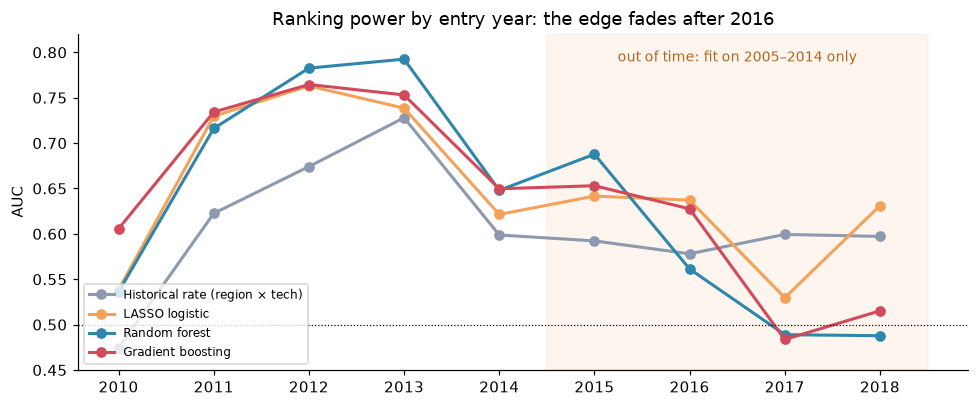 Ranking power by entry year: the edge fades after 2016
out of time: fit on 2005–2014 only
AUC
0.80
0.75
0.70
0.65
0.60
0.55
0.50
0.45
Historical rate (region × tech)
LASSO logistic
Random forest
Gradient boosting
2010 2011 2012 2013 2014 2015 2016 2017 2018